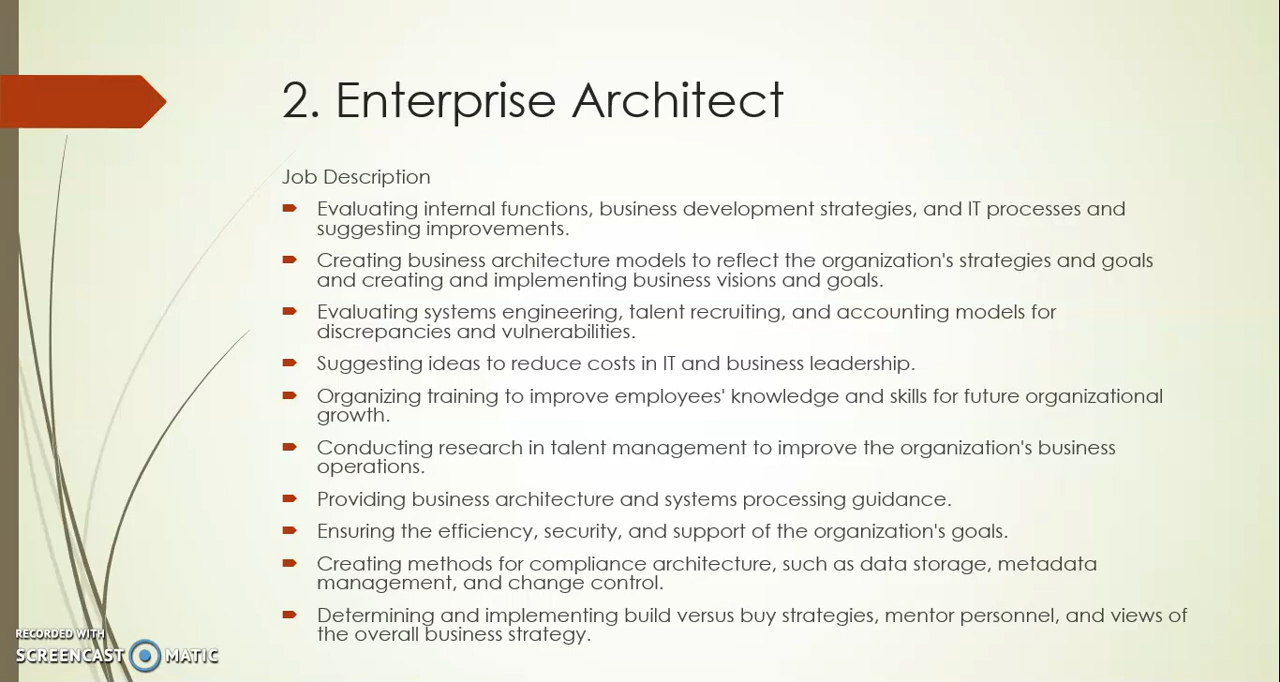 2. Enterprise Architect
Job Description
Evaluating internal functions, business development strategies, and IT processes and
suggesting improvements.
Creating business architecture models to reflect the organization's strategies and goals
and creating and implementing business visions and goals.
Evaluating systems engineering, talent recruiting, and accounting models for
discrepancies and vulnerabilities.
Suggesting ideas to reduce costs in IT and business leadership.
Organizing training to improve employees' knowledge and skills for future organizational
growth.
Conducting research in talent management to improve the organization's business
operations.
Providing business architecture and systems processing guidance.
Ensuring the efficiency, security, and support of the organization's goals.
Creating methods for compliance architecture, such as data storage, metadata
management, and change control.
Determining and implementing build versus buy strategies, mentor personnel, and views of
the overall business strategy.
RECORDED WITH
SCREENCAST MATIC